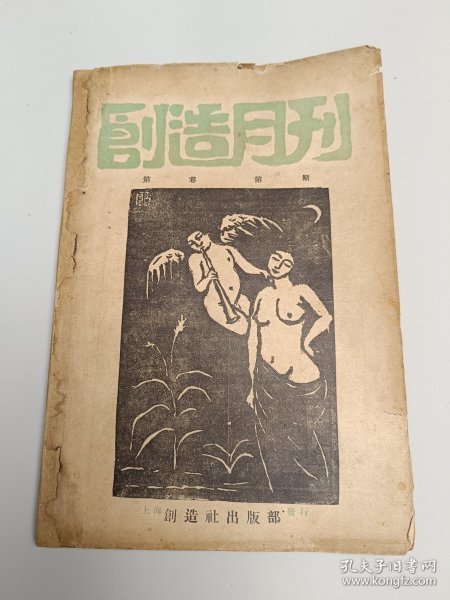 創造月刊
第一卷 第八期
上海 創造社出版部 發行
孔夫子旧书网
kongfz.com